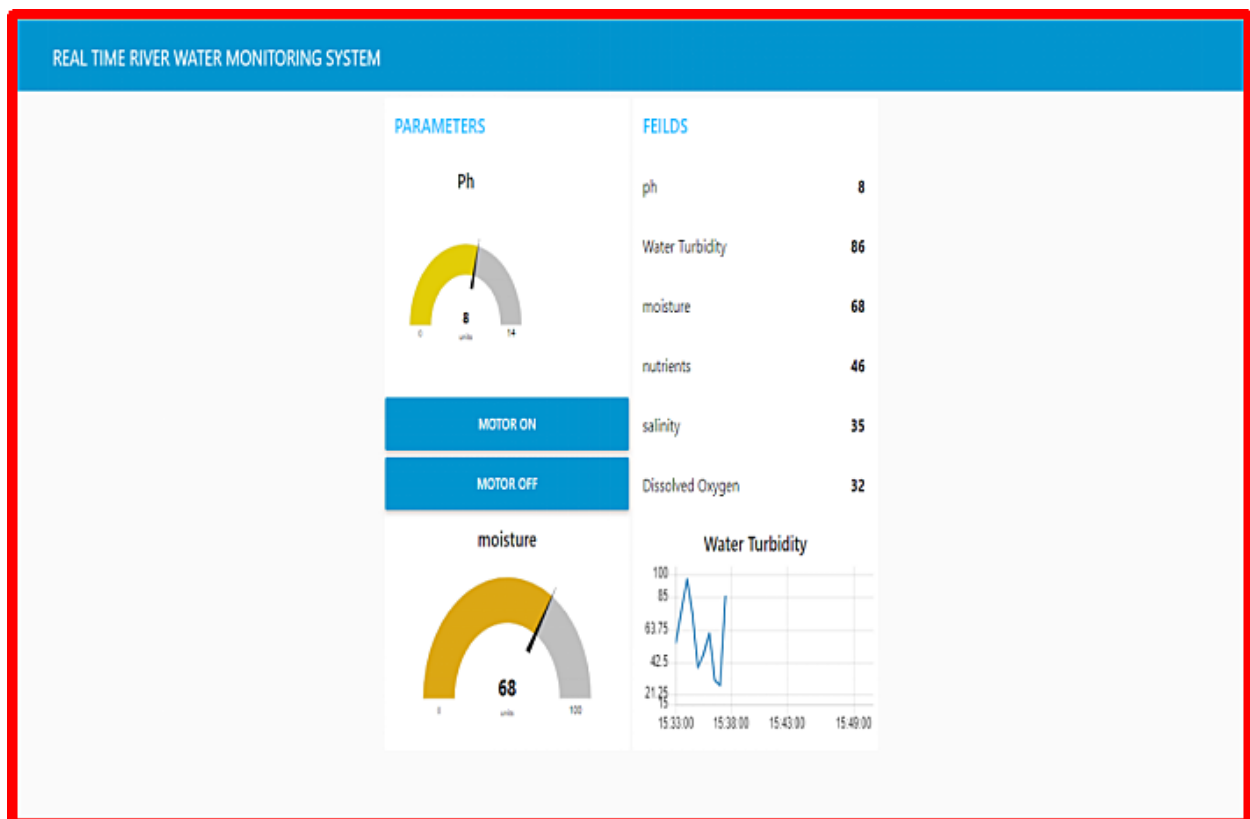 REAL TIME RIVER WATER MONITORING SYSTEM
PARAMETERS
Ph
8
units
0
14
MOTOR ON
MOTOR OFF
moisture
68
units
0
100
FEILDS
ph 8
Water Turbidity 86
moisture 68
nutrients 46
salinity 35
Dissolved Oxygen 32
Water Turbidity
100
85
63.75
42.5
21.25
15
15:33:00 15:38:00 15:43:00 15:49:00